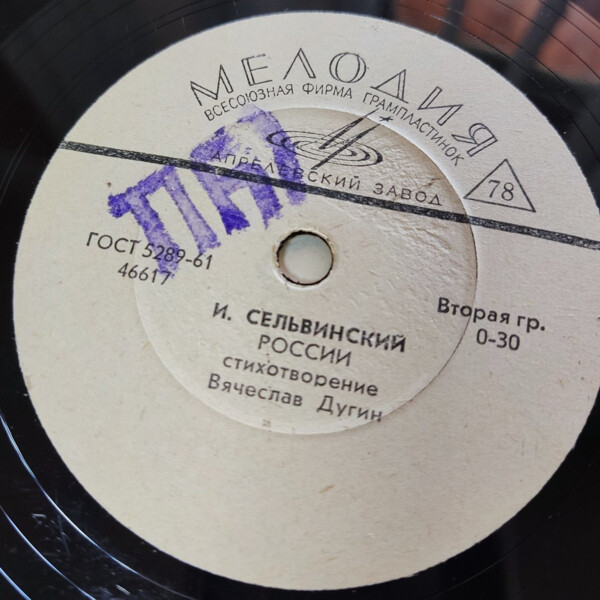 МЕЛОДИЯ
ВСЕСОЮЗНАЯ ФИРМА ГРАМПЛАСТИНОК
АПРЕЛЕВСКИЙ ЗАВОД
78
ГОСТ 5289-61
46617
Вторая гр.
0-30
И. СЕЛЬВИНСКИЙ
РОССИИ
стихотворение
Вячеслав Дугин